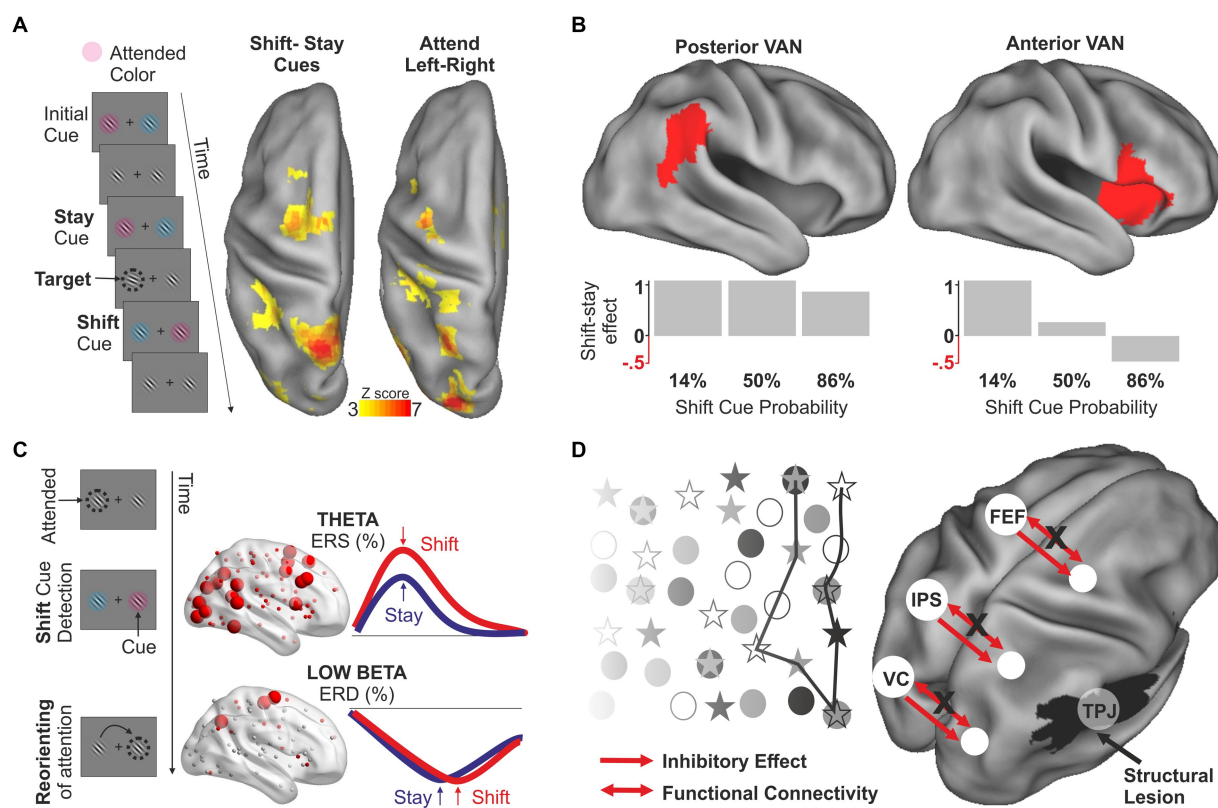 A
Attended
Color
Initial
Cue
Stay
Cue
Target
Shift
Cue
Time
Shift- Stay
Cues
Attend
Left-Right
Z score
3
7
B
Posterior VAN
Anterior VAN
Shift-stay
effect
1
0
-.5
14%
50%
86%
Shift Cue Probability
1
0
-.5
14%
50%
86%
Shift Cue Probability
C
Attended
Shift Cue
Detection
Cue
Reorienting
of attention
Time
THETA
ERS (%)
Shift
Stay
LOW BETA
ERD (%)
Stay
Shift
D
Inhibitory Effect
Functional Connectivity
FEF
X
IPS
X
VC
X
TPJ
Structural
Lesion